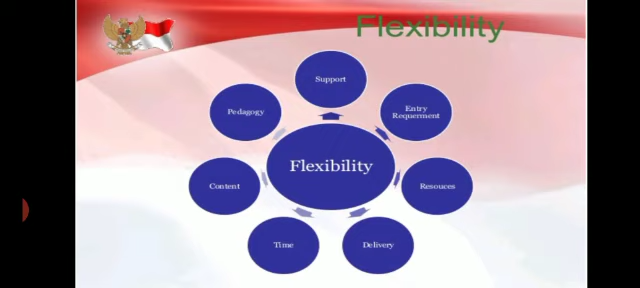 Flexibility
Support
Pedagogy
Entry
Requerment
Flexibility
Content
Resouces
Time
Delivery